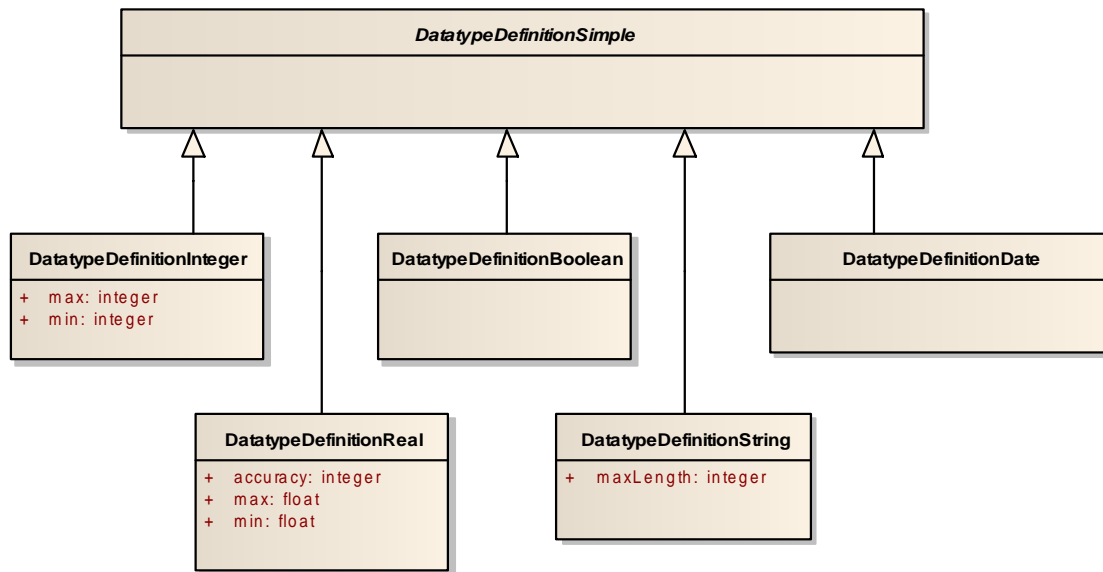 DatatypeDefinitionSimple
DatatypeDefinitionInteger
+ max: integer
+ min: integer
DatatypeDefinitionBoolean
DatatypeDefinitionDate
DatatypeDefinitionReal
+ accuracy: integer
+ max: float
+ min: float
DatatypeDefinitionString
+ maxLength: integer